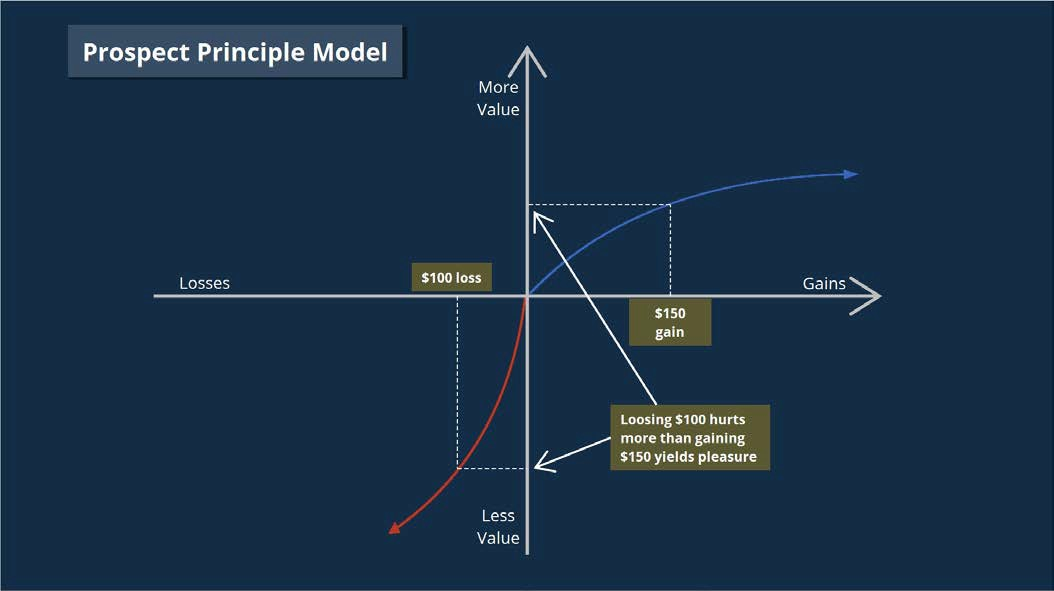 Prospect Principle Model
More
Value
Losses
$100 loss
Gains
$150
gain
Loosing $100 hurts
more than gaining
$150 yields pleasure
Less
Value